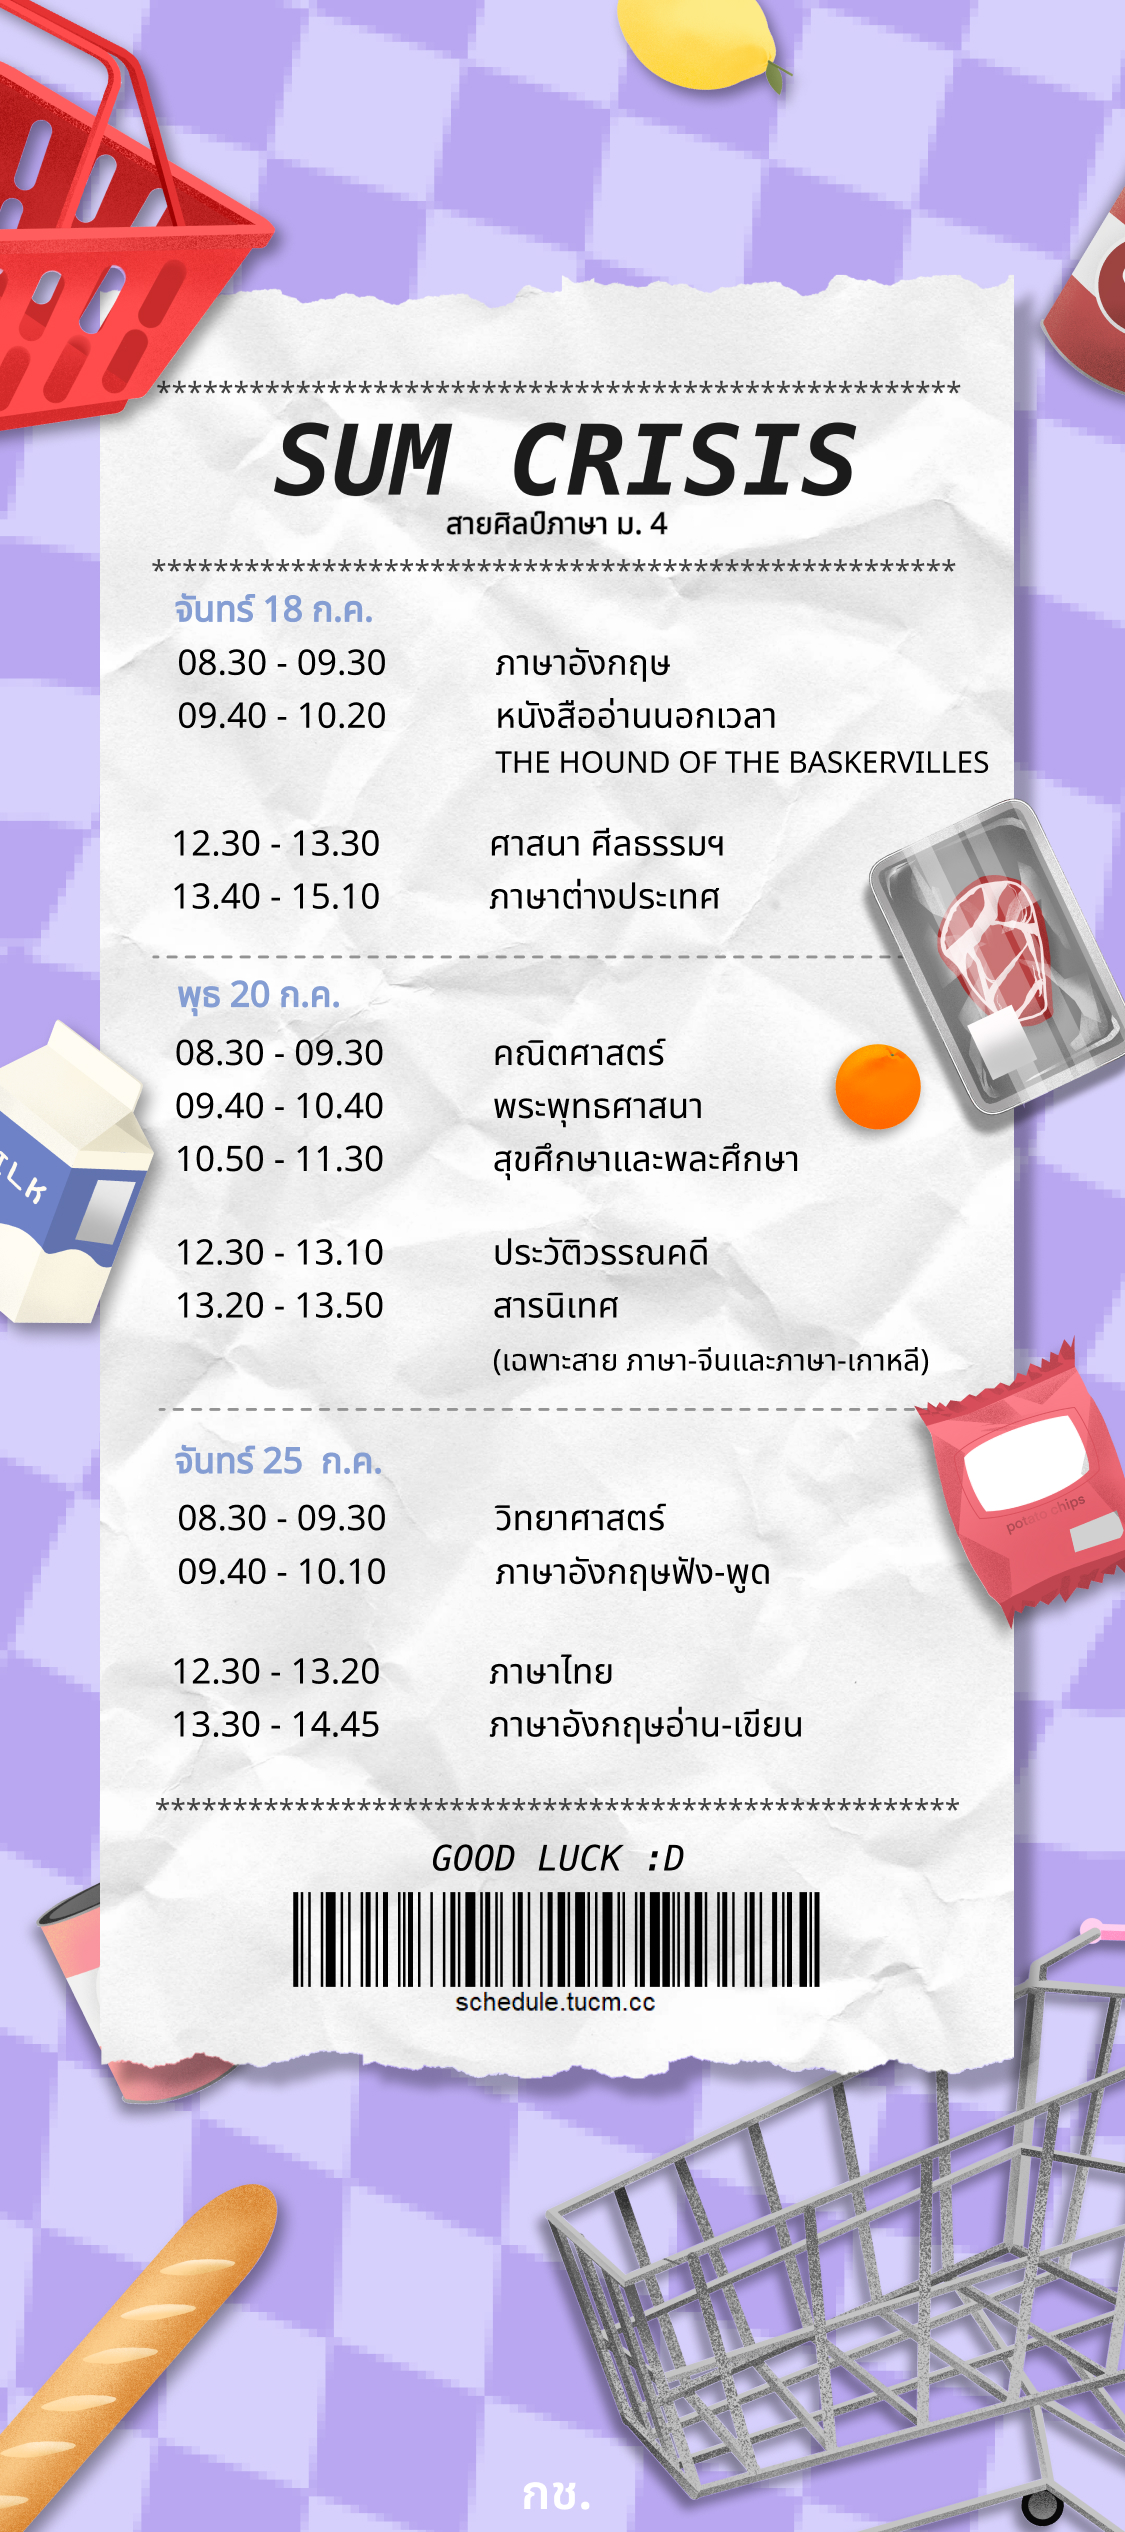 ****************************************************
SUM CRISIS
สายศิลป์ภาษา ม. 4
****************************************************
จันทร์ 18 ก.ค.
08.30 - 09.30 ภาษาอังกฤษ
09.40 - 10.20 หนังสืออ่านนอกเวลา
THE HOUND OF THE BASKERVILLES
12.30 - 13.30 ศาสนา ศีลธรรมฯ
13.40 - 15.10 ภาษาต่างประเทศ
พุธ 20 ก.ค.
08.30 - 09.30 คณิตศาสตร์
09.40 - 10.40 พระพุทธศาสนา
10.50 - 11.30 สุขศึกษาและพละศึกษา
12.30 - 13.10 ประวัติวรรณคดี
13.20 - 13.50 สารนิเทศ
(เฉพาะสาย ภาษา-จีนและภาษา-เกาหลี)
จันทร์ 25 ก.ค.
08.30 - 09.30 วิทยาศาสตร์
09.40 - 10.10 ภาษาอังกฤษฟัง-พูด
potato chips
12.30 - 13.20 ภาษาไทย
13.30 - 14.45 ภาษาอังกฤษอ่าน-เขียน
****************************************************
GOOD LUCK :D
schedule.tucm.cc
กช.